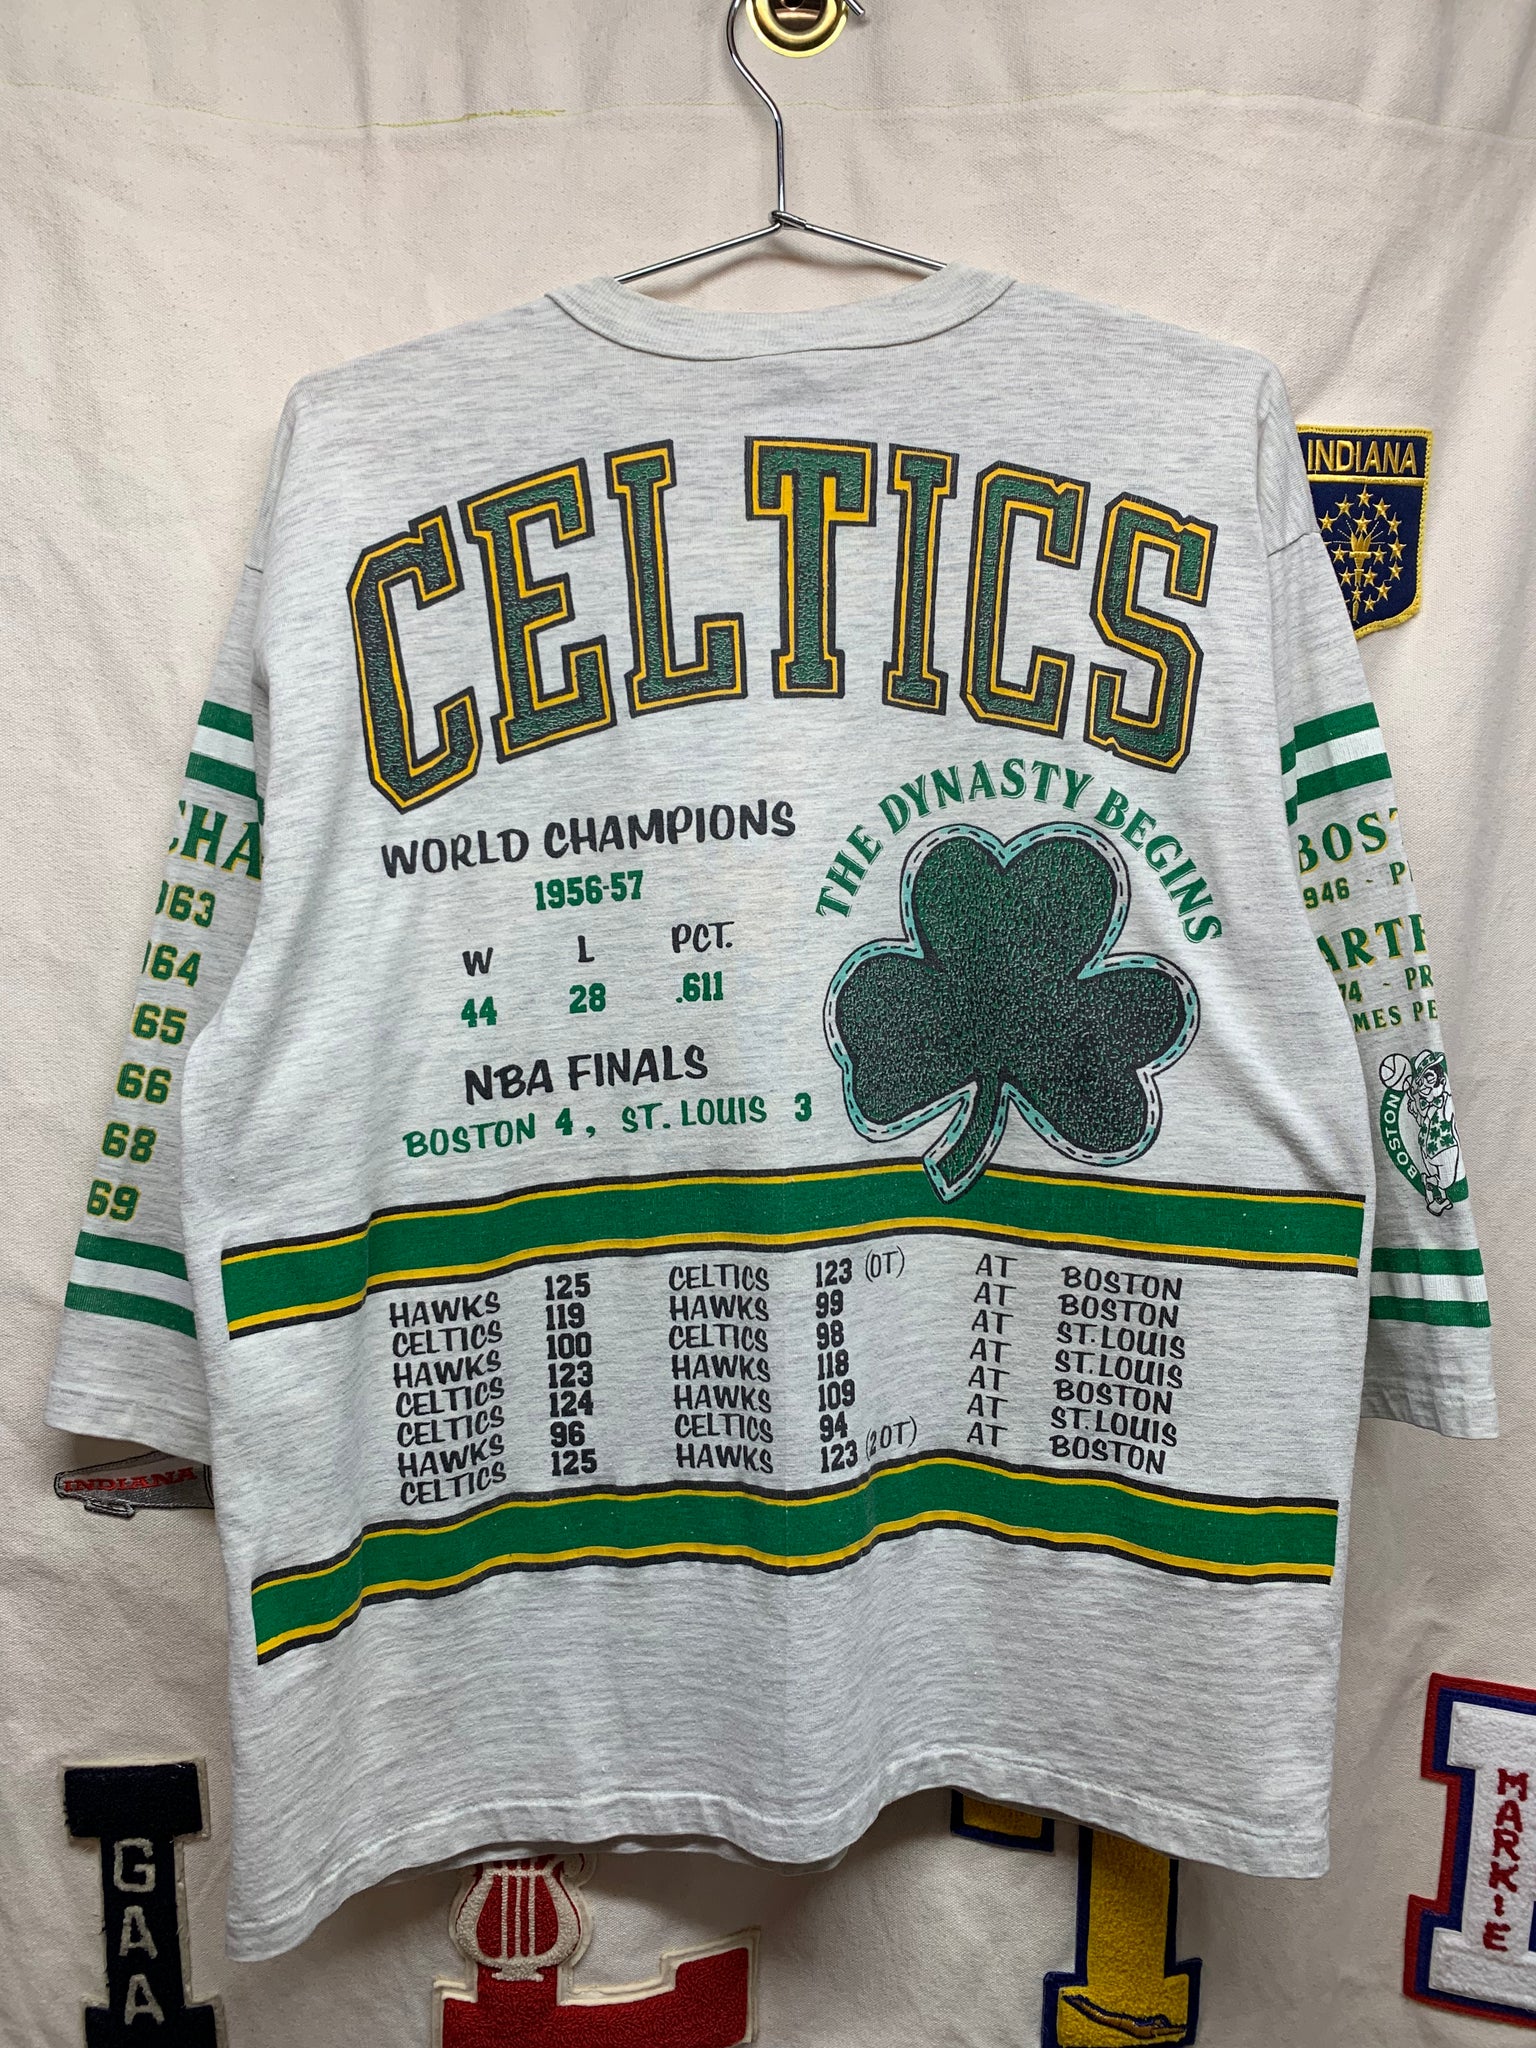 CELTICS
THE DYNASTY BEGINS
WORLD CHAMPIONS
1956-57
W L PCT.
44 28 .611
NBA FINALS
BOSTON 4, ST. LOUIS 3
HAWKS 125 CELTICS 123 (OT) AT BOSTON
CELTICS 119 HAWKS 99 AT BOSTON
HAWKS 100 CELTICS 98 AT ST. LOUIS
CELTICS 123 HAWKS 118 AT ST. LOUIS
CELTICS 124 HAWKS 109 AT BOSTON
HAWKS 96 CELTICS 94 AT ST. LOUIS
CELTICS 125 HAWKS 123 (2OT) AT BOSTON
CHA
963
964
65
66
68
69
BOST
946 - P
ARTE
74 - PR
MES PE
BOSTON
INDIANA
INDIANA
GAA
MARKIE